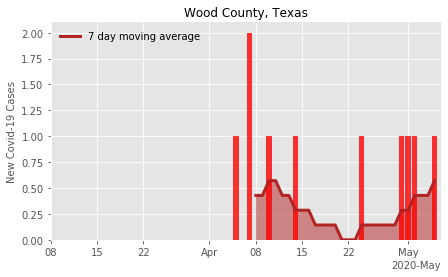 Wood County, Texas
7 day moving average
New Covid-19 Cases
2.00
1.75
1.50
1.25
1.00
0.75
0.50
0.25
0.00
08 15 22 Apr 08 15 22 May
2020-May